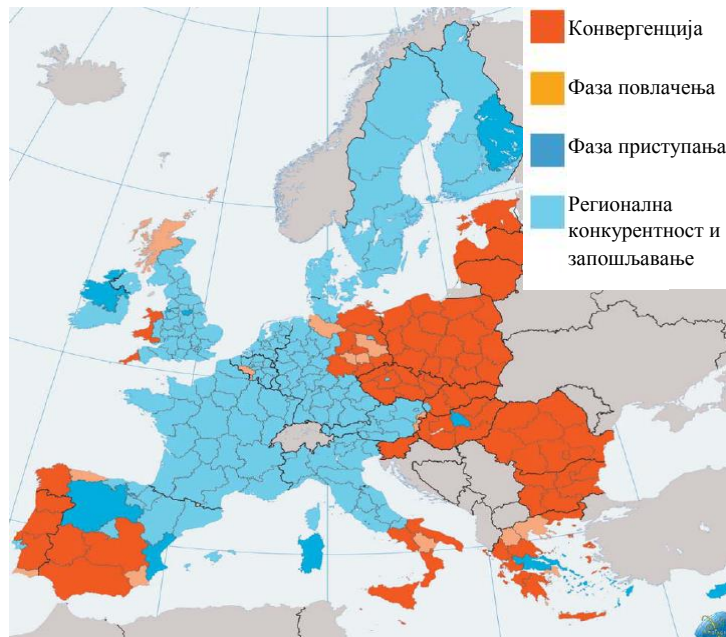 Конвергенција
Фаза повлачења
Фаза приступања
Регионална
конкурентност и
запошљавање